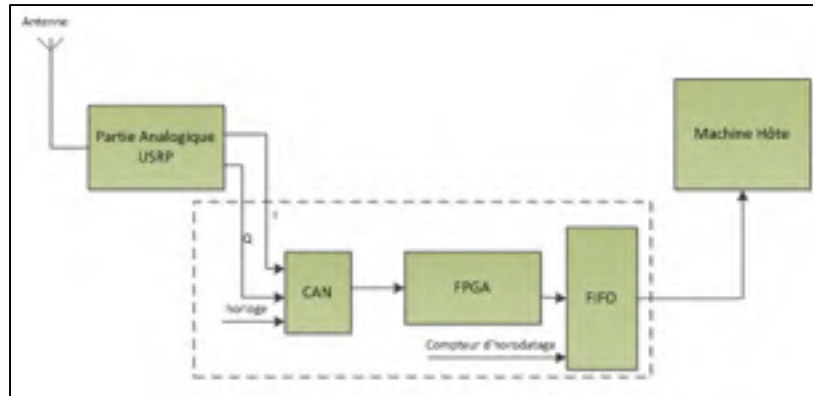 Antenne
Partie Analogique
USRP
Machine Hôte
I
Q
CAN
FPGA
FIFO
horloge
Compteur d'horodatage